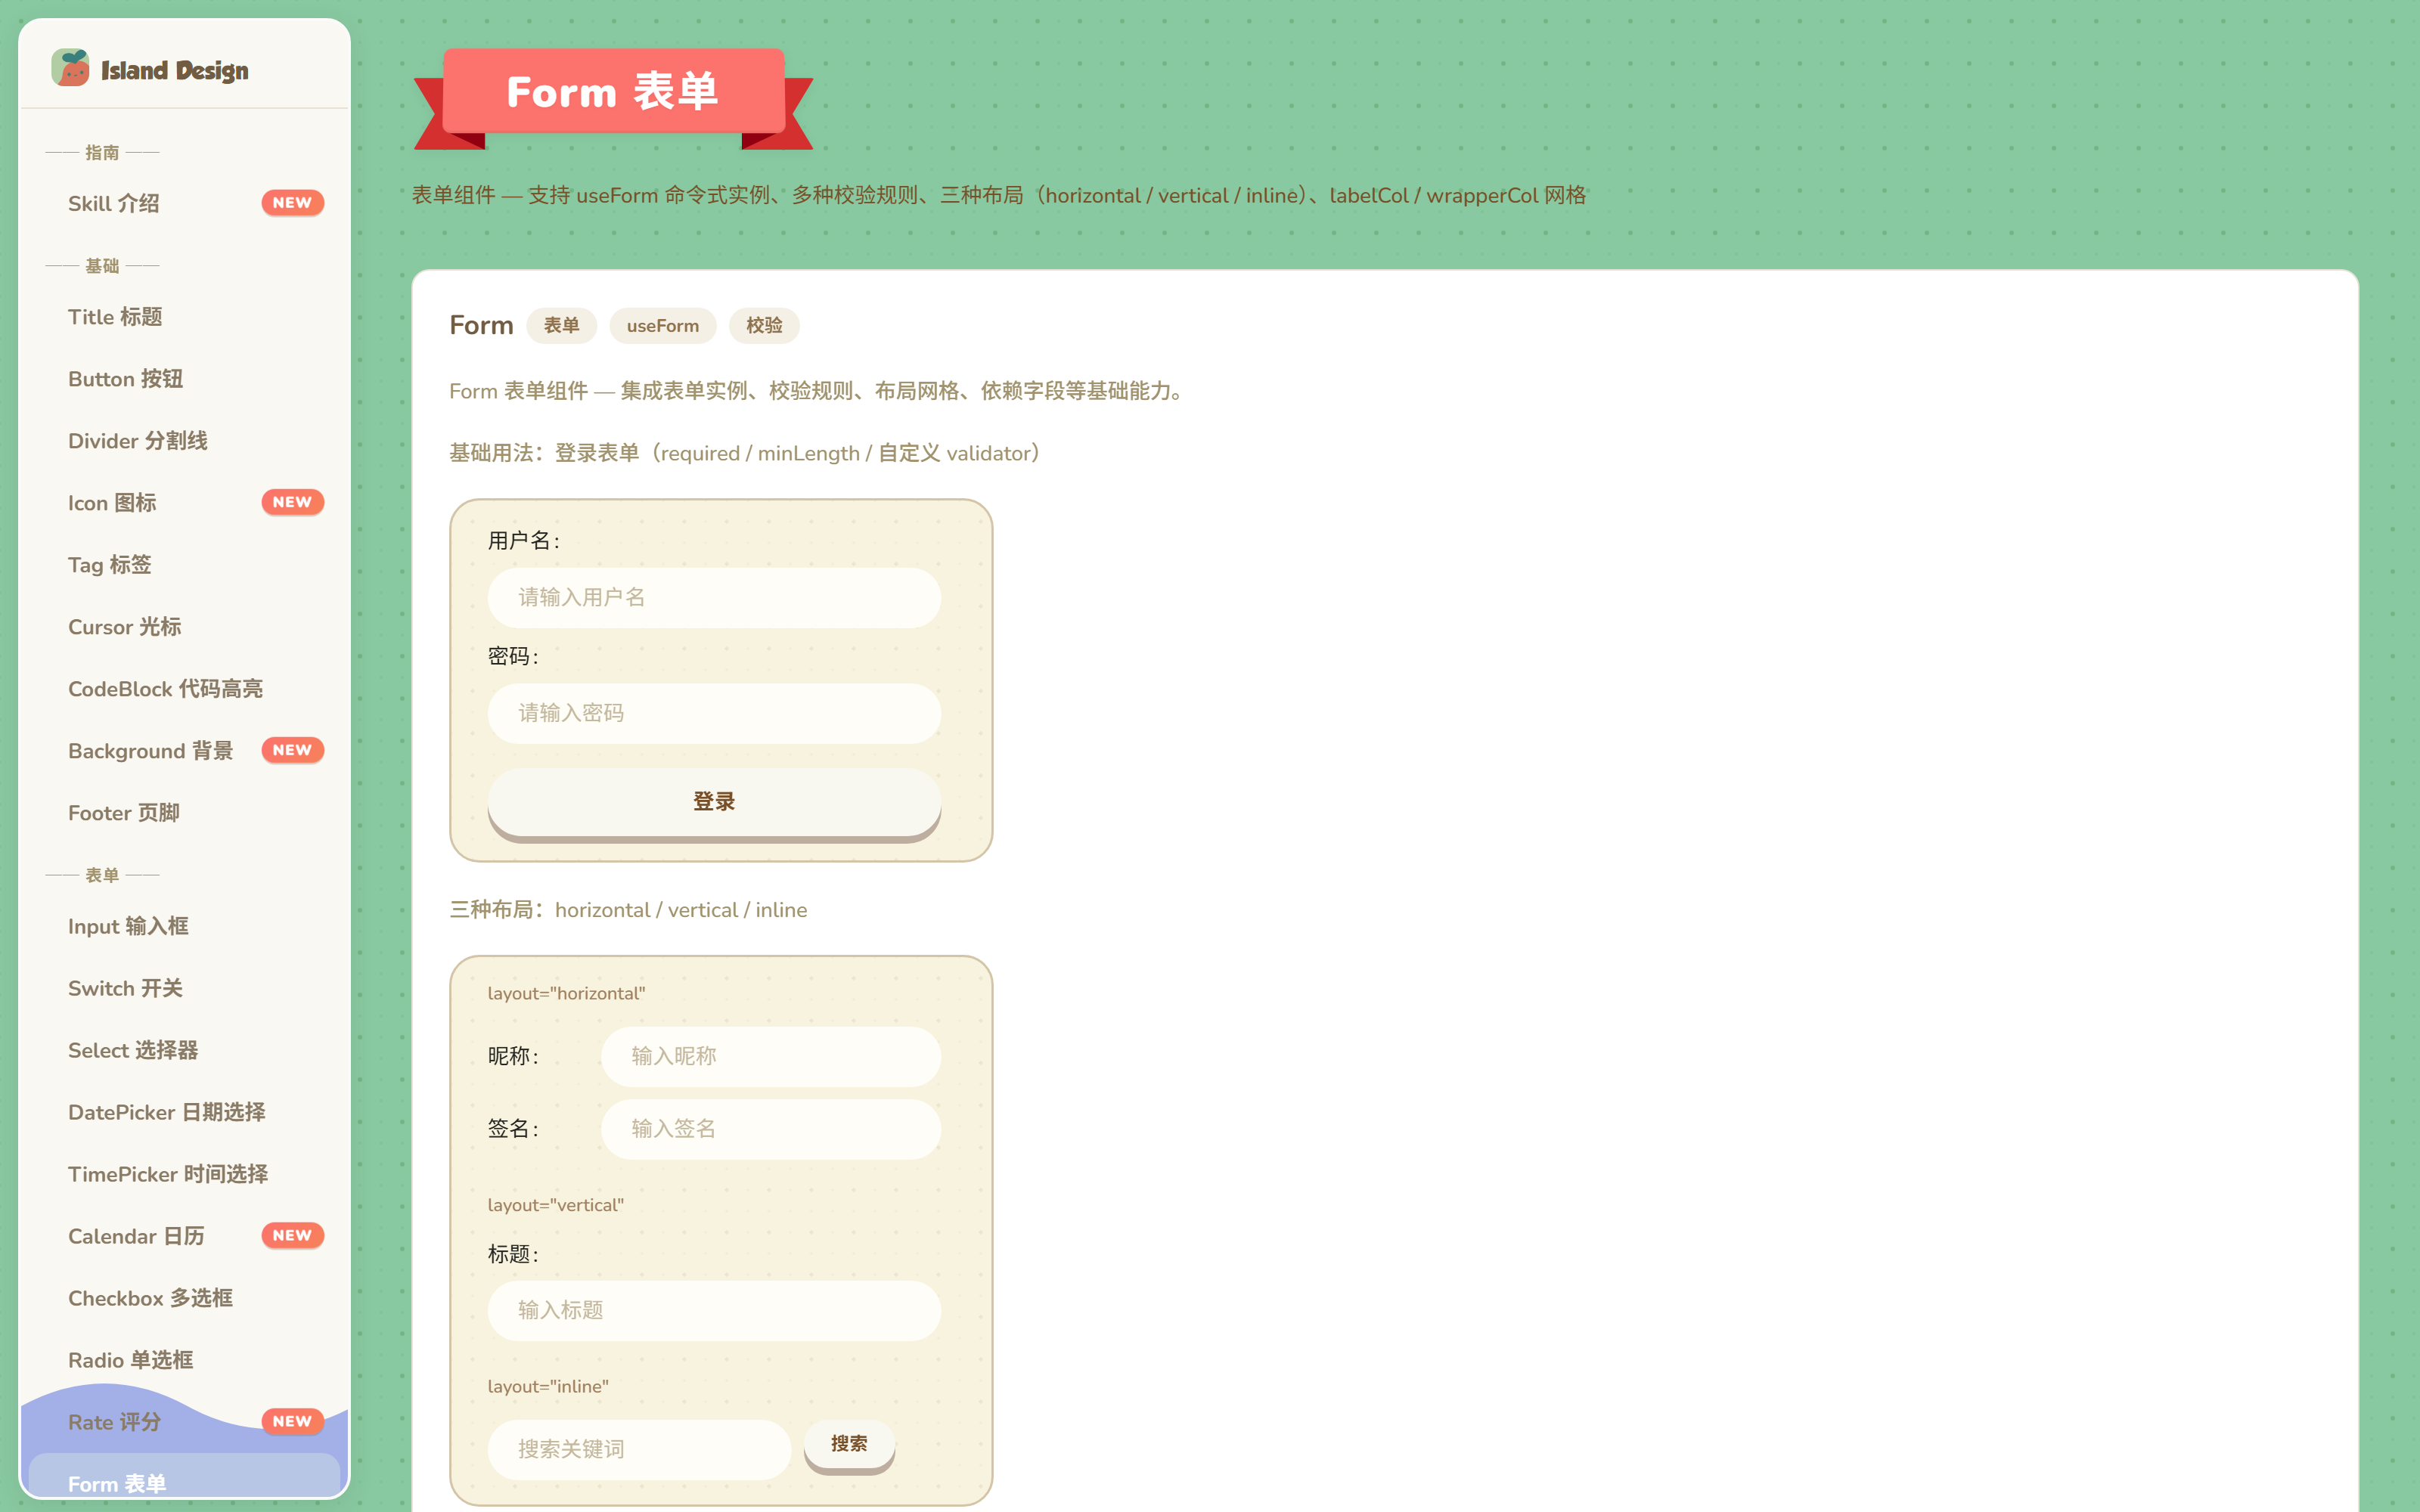 Island Design
指南
Skill 介绍 NEW
基础
Title 标题
Button 按钮
Divider 分割线
Icon 图标 NEW
Tag 标签
Cursor 光标
CodeBlock 代码高亮
Background 背景 NEW
Footer 页脚
表单
Input 输入框
Switch 开关
Select 选择器
DatePicker 日期选择
TimePicker 时间选择
Calendar 日历 NEW
Checkbox 多选框
Radio 单选框
Rate 评分 NEW
Form 表单
Form 表单
表单组件 — 支持 useForm 命令式实例、多种校验规则、三种布局（horizontal / vertical / inline）、labelCol / wrapperCol 网格
Form 表单 useForm 校验
Form 表单组件 — 集成表单实例、校验规则、布局网格、依赖字段等基础能力。
基础用法：登录表单（required / minLength / 自定义 validator）
用户名:
请输入用户名
密码:
请输入密码
登录
三种布局：horizontal / vertical / inline
layout="horizontal"
昵称: 输入昵称
签名: 输入签名
layout="vertical"
标题:
输入标题
layout="inline"
搜索关键词 搜索